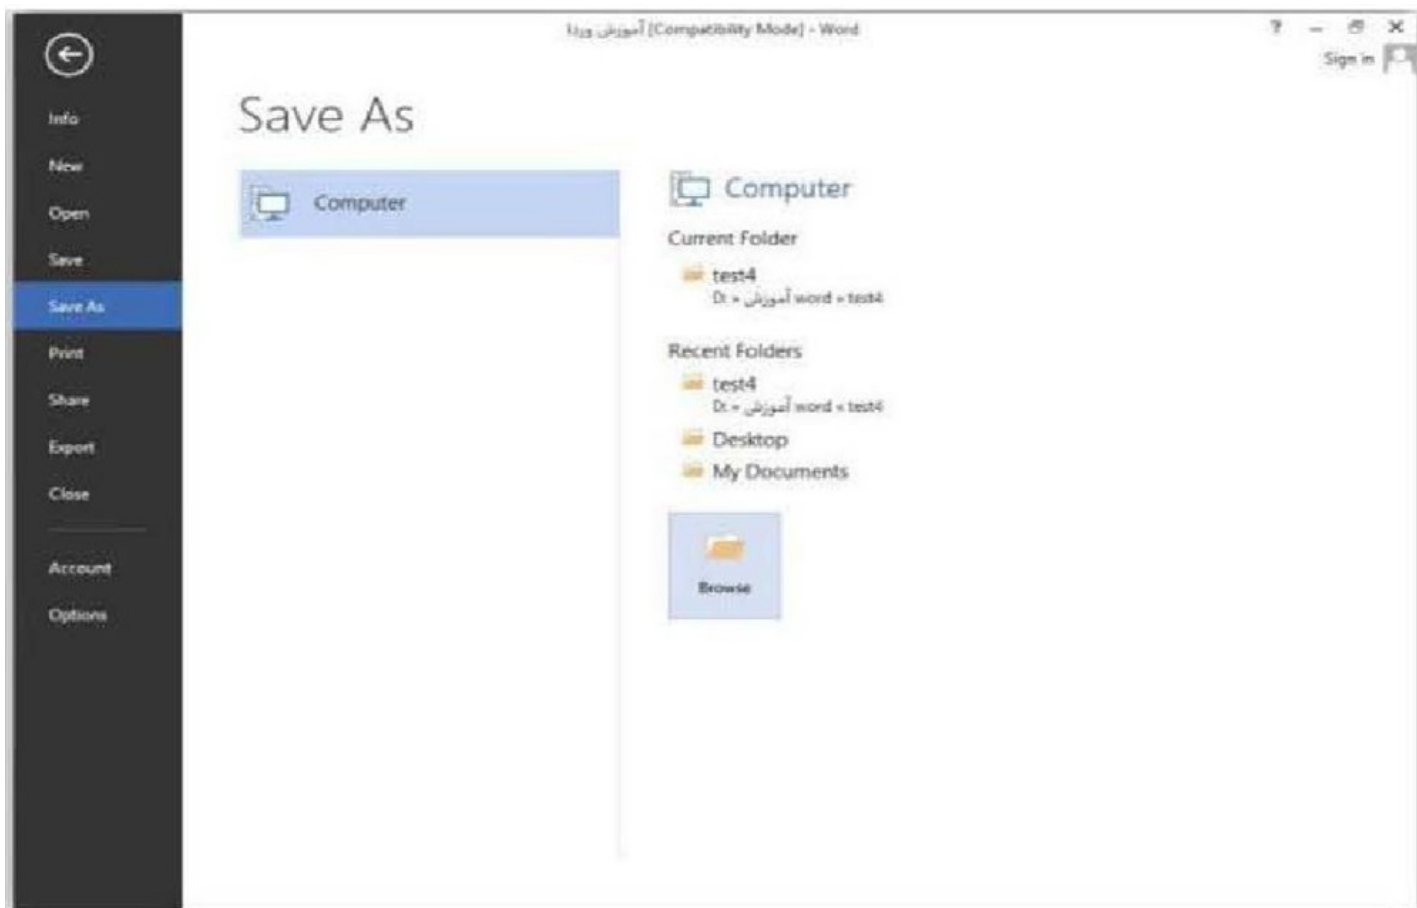 آموزش ورد1 [Compatibility Mode] - Word
?
Sign in
Info
New
Open
Save
Save As
Print
Share
Export
Close
Account
Options
Save As
Computer
Computer
Current Folder
test4
D: » آموزش word » test4
Recent Folders
test4
D: » آموزش word » test4
Desktop
My Documents
Browse